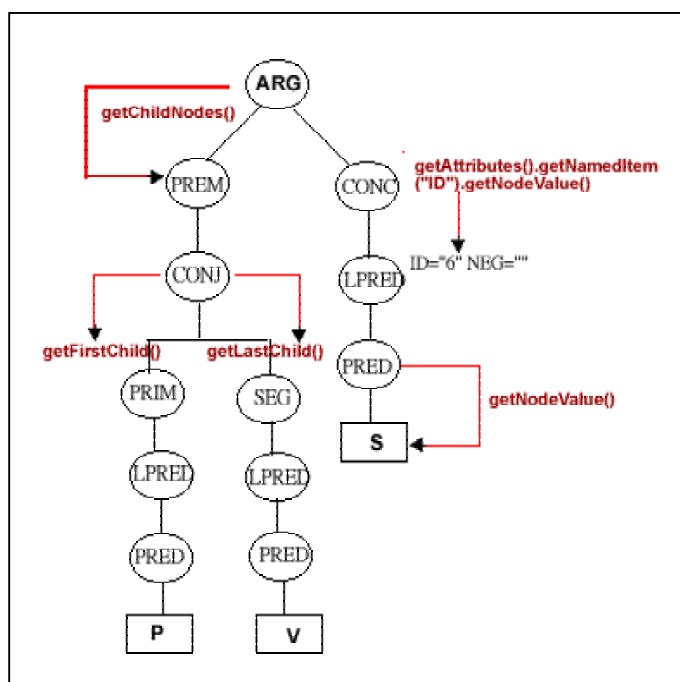 ARG
getChildNodes()
PREM
CONC
getAttributes().getNamedItem
("ID").getNodeValue()
CONJ
LPRED
ID="6" NEG=""
getFirstChild()
getLastChild()
PRED
PRIM
SEG
getNodeValue()
S
LPRED
LPRED
PRED
PRED
P
V